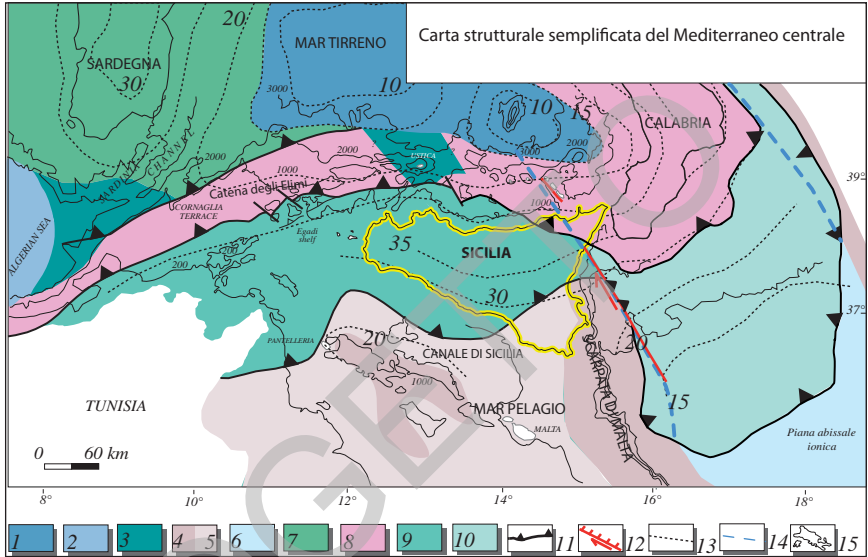 Carta strutturale semplificata del Mediterraneo centrale
20
MAR TIRRENO
SARDEGNA
30
3000
10
10
15
CALABRIA
SARDINIA CHANNEL
2000
2000
USTICA
3000
2000
1000
Catena degli Elimi
CORNAGLIA
TERRACE
1000
39°
ALGERIAN SEA
Egadi
shelf
35
SICILIA
200
200
30
37°
PANTELLERIA
20
CANALE DI SICILIA
20
1000
SCARPATA DI MALTA
15
TUNISIA
MAR PELAGIO
MALTA
Piana abissale
ionica
0 60 km
8° 10° 12° 14° 16° 18°
1 2 3 4 5 6 7 8 9 10 11 12 13 14 15